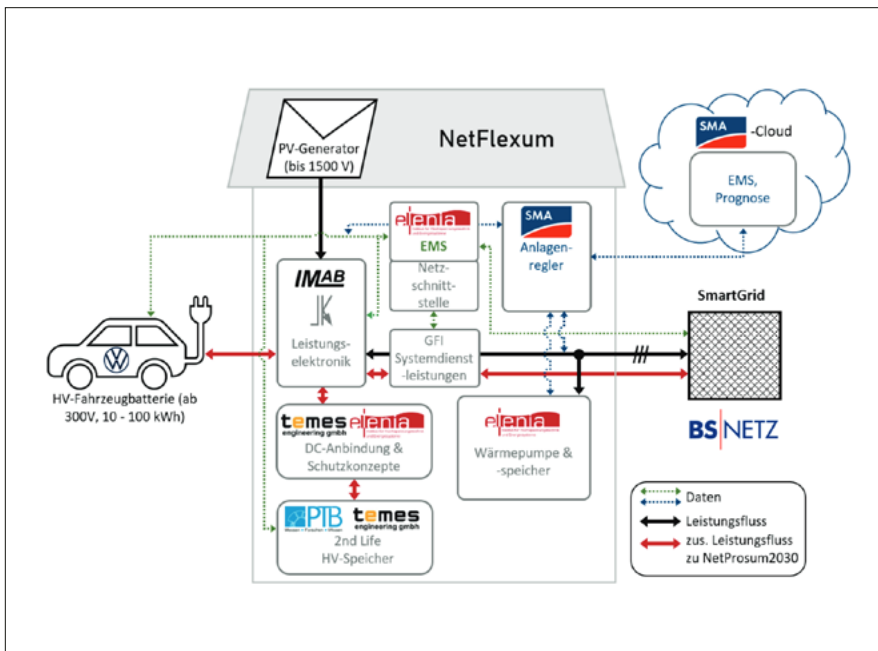 NetFlexum
PV-Generator
(bis 1500 V)
SMA
-Cloud
EMS,
Prognose
elenia
EMS
Netz-
schnitt-
stelle
SMA
Anlagen-
regler
IMAB
Leistungs-
elektronik
GFI
Systemdienst
-leistungen
SmartGrid
BS|NETZ
HV-Fahrzeugbatterie (ab
300V, 10 - 100 kWh)
temes
engineering gmbh
elenia
DC-Anbindung &
Schutzkonzepte
elenia
Wärmepumpe &
-speicher
PTB
temes
engineering gmbh
2nd Life
HV-Speicher
Daten
Leistungsfluss
zus. Leistungsfluss
zu NetProsum2030